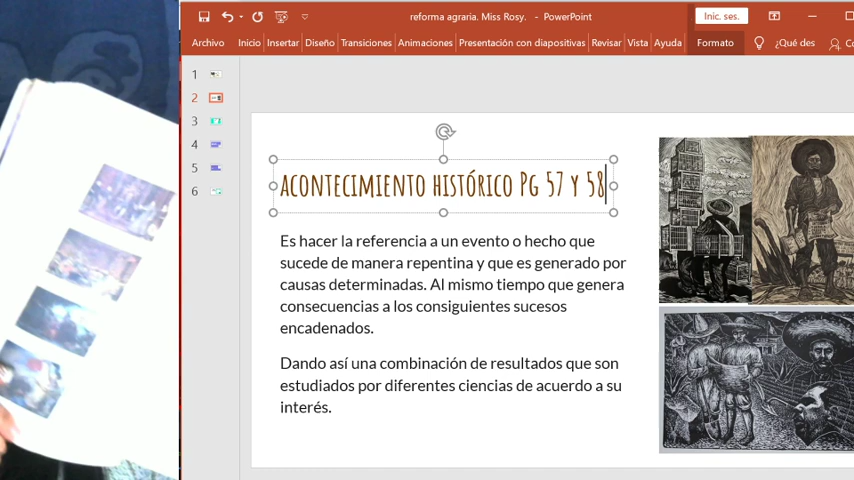 reforma agraria. Miss Rosy. - PowerPoint
Inic. ses.
Archivo Inicio Insertar Diseño Transiciones Animaciones Presentación con diapositivas Revisar Vista Ayuda Formato ¿Qué des Co
1
2
3
4
5
6
ACONTECIMIENTO HISTÓRICO Pg 57 Y 58
Es hacer la referencia a un evento o hecho que
sucede de manera repentina y que es generado por
causas determinadas. Al mismo tiempo que genera
consecuencias a los consiguientes sucesos
encadenados.
Dando así una combinación de resultados que son
estudiados por diferentes ciencias de acuerdo a su
interés.